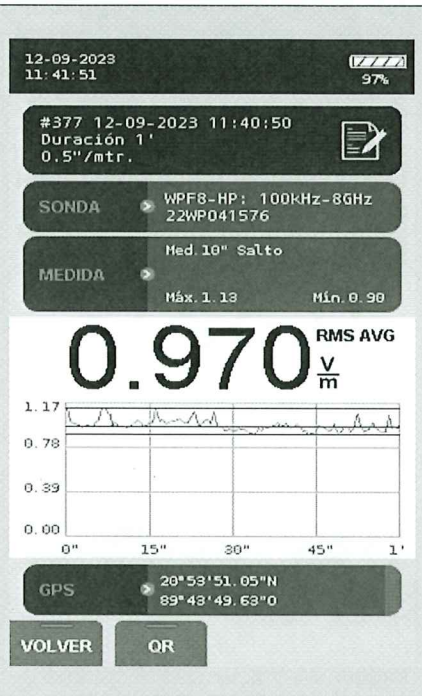 12-09-2023
11:41:51
97%
#377 12-09-2023 11:40:50
Duración 1'
0.5"/mtr.
SONDA
WPF8-HP: 100kHz-8GHz
22WP041576
MEDIDA
Med.10" Salto
Máx.1.13 Mín.0.90
0.970 RMS AVG
V/m
1.17
0.78
0.39
0.00
0" 15" 30" 45" 1'
GPS
20°53'51.05"N
89°43'49.63"O
VOLVER QR